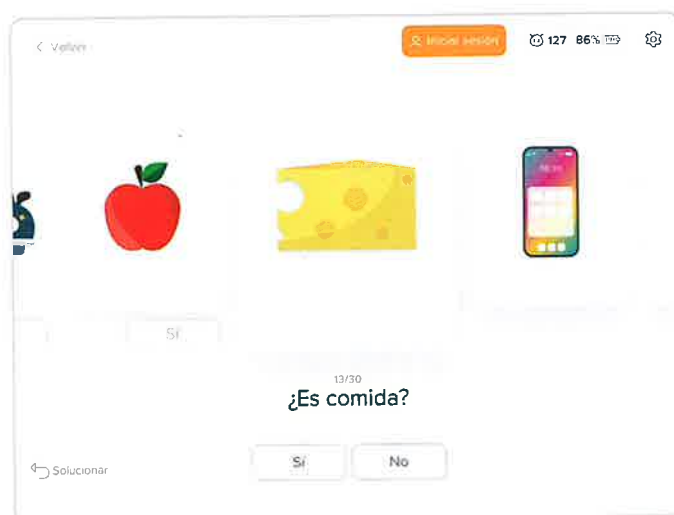 Volver
Iniciar sesión
127 86%
Sí
13/30
¿Es comida?
Sí
No
Solucionar